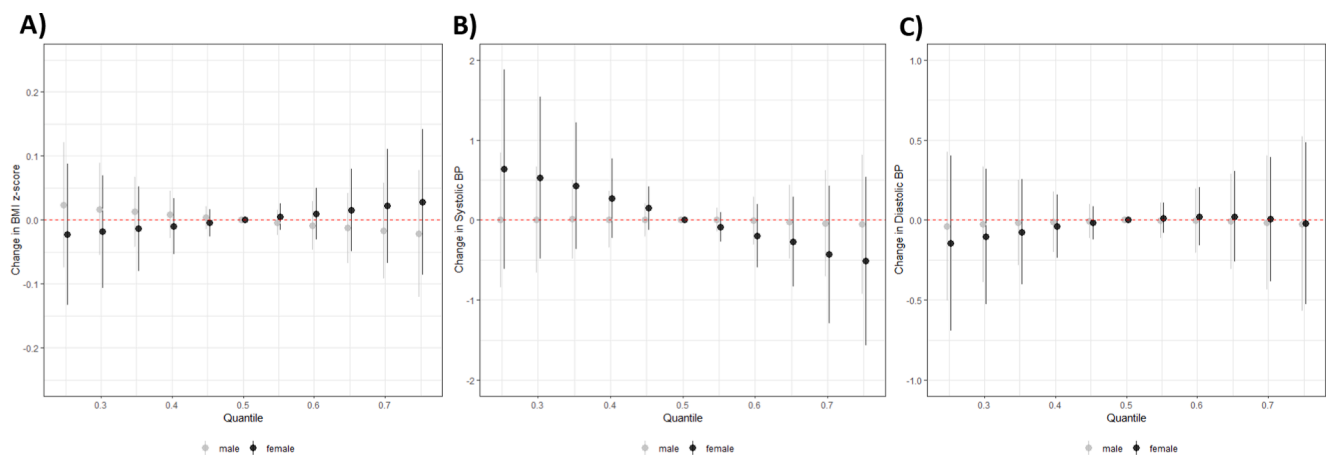 A)
Change in BMI z-score
0.2
0.1
0.0
-0.1
-0.2
0.3 0.4 0.5 0.6 0.7
Quantile
male female
B)
Change in Systolic BP
2
1
0
-1
-2
0.3 0.4 0.5 0.6 0.7
Quantile
male female
C)
Change in Diastolic BP
1.0
0.5
0.0
-0.5
-1.0
0.3 0.4 0.5 0.6 0.7
Quantile
male female